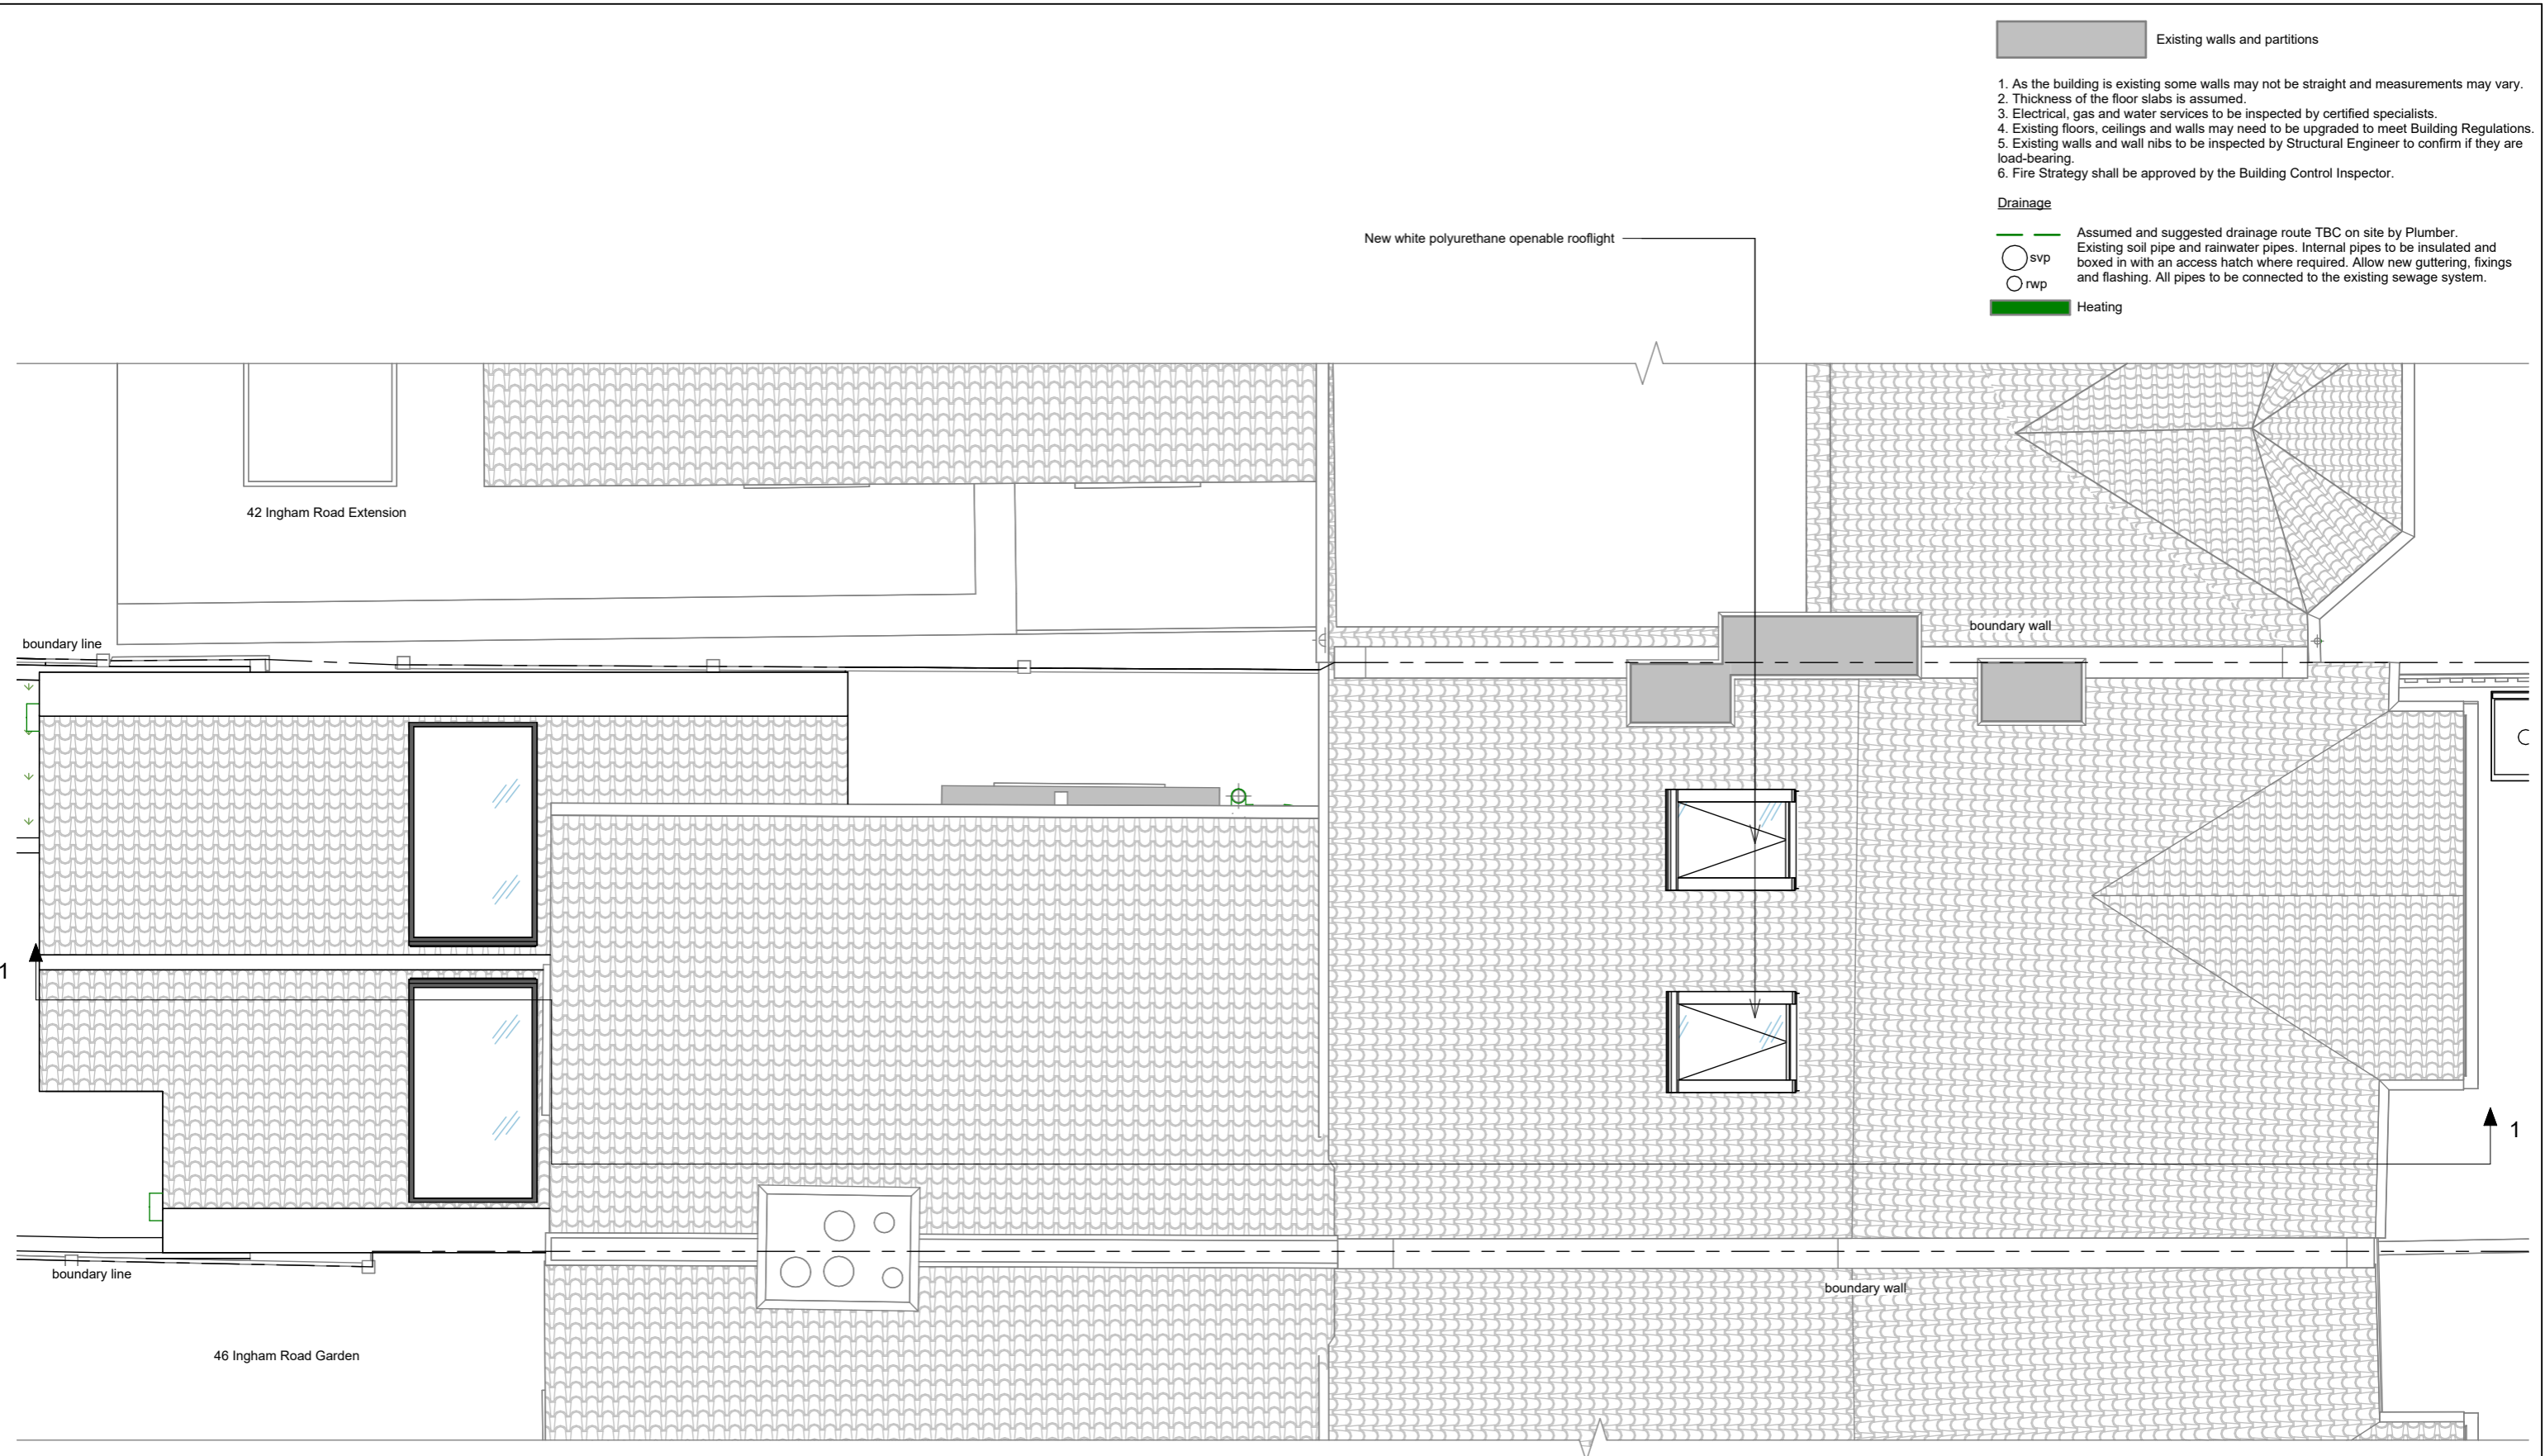 Existing walls and partitions
1. As the building is existing some walls may not be straight and measurements may vary.
2. Thickness of the floor slabs is assumed.
3. Electrical, gas and water services to be inspected by certified specialists.
4. Existing floors, ceilings and walls may need to be upgraded to meet Building Regulations.
5. Existing walls and wall nibs to be inspected by Structural Engineer to confirm if they are
load-bearing.
6. Fire Strategy shall be approved by the Building Control Inspector.
Drainage
Assumed and suggested drainage route TBC on site by Plumber.
Existing soil pipe and rainwater pipes. Internal pipes to be insulated and
boxed in with an access hatch where required. Allow new guttering, fixings
and flashing. All pipes to be connected to the existing sewage system.
svp
rwp
Heating
New white polyurethane openable rooflight
42 Ingham Road Extension
boundary line
boundary wall
1
1
boundary line
boundary wall
46 Ingham Road Garden